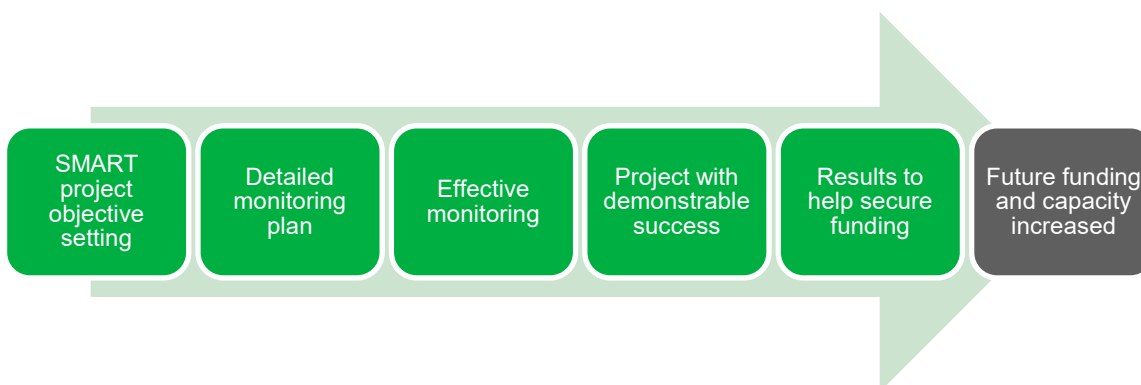 SMART
project
objective
setting
Detailed
monitoring
plan
Effective
monitoring
Project with
demonstrable
success
Results to
help secure
funding
Future funding
and capacity
increased